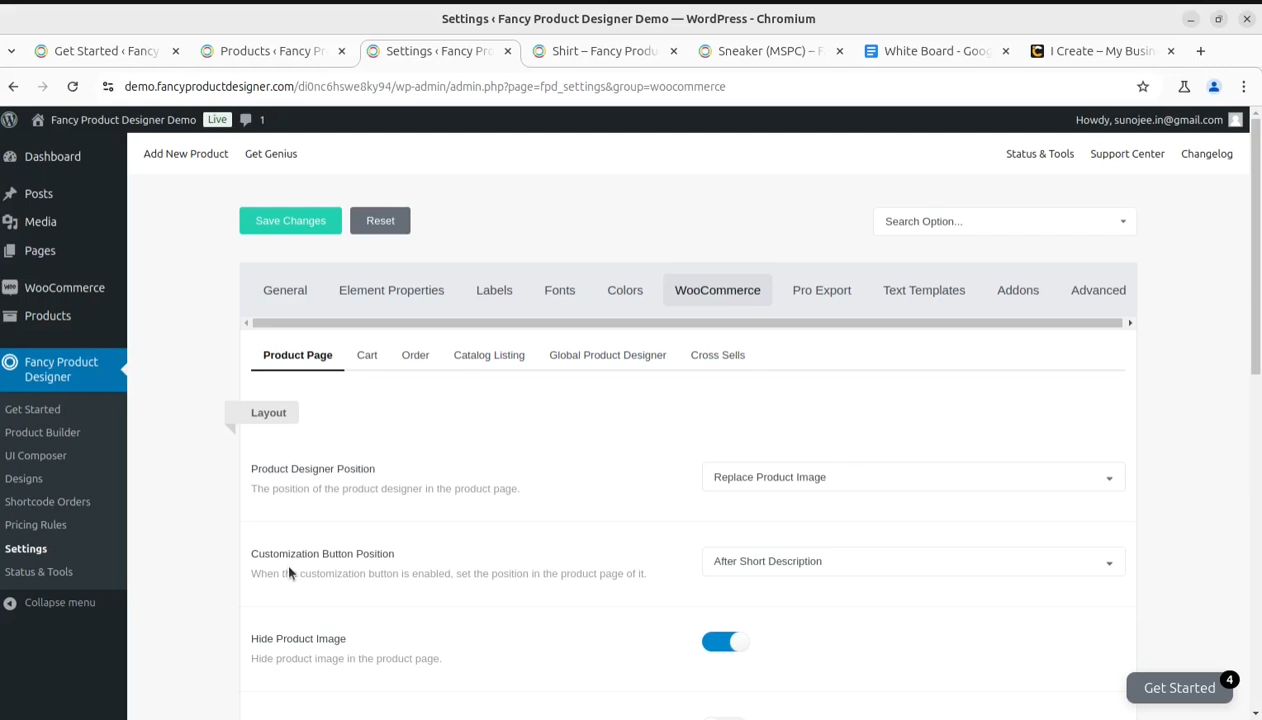 Settings ‹ Fancy Product Designer Demo — WordPress - Chromium
Get Started ‹ Fancy
Products ‹ Fancy Pr
Settings ‹ Fancy Pro
Shirt – Fancy Produ
Sneaker (MSPC) – F
White Board - Goog
I Create – My Busin
demo.fancyproductdesigner.com/di0nc6hswe8ky94/wp-admin/admin.php?page=fpd_settings&group=woocommerce
Fancy Product Designer Demo Live 1
Howdy, sunojee.in@gmail.com
Dashboard
Posts
Media
Pages
WooCommerce
Products
Fancy Product
Designer
Get Started
Product Builder
UI Composer
Designs
Shortcode Orders
Pricing Rules
Settings
Status & Tools
Collapse menu
Add New Product Get Genius
Status & Tools Support Center Changelog
Save Changes Reset
Search Option...
General Element Properties Labels Fonts Colors WooCommerce Pro Export Text Templates Addons Advanced
Product Page Cart Order Catalog Listing Global Product Designer Cross Sells
Layout
Product Designer Position
The position of the product designer in the product page.
Replace Product Image
Customization Button Position
When the customization button is enabled, set the position in the product page of it.
After Short Description
Hide Product Image
Hide product image in the product page.
Get Started 4